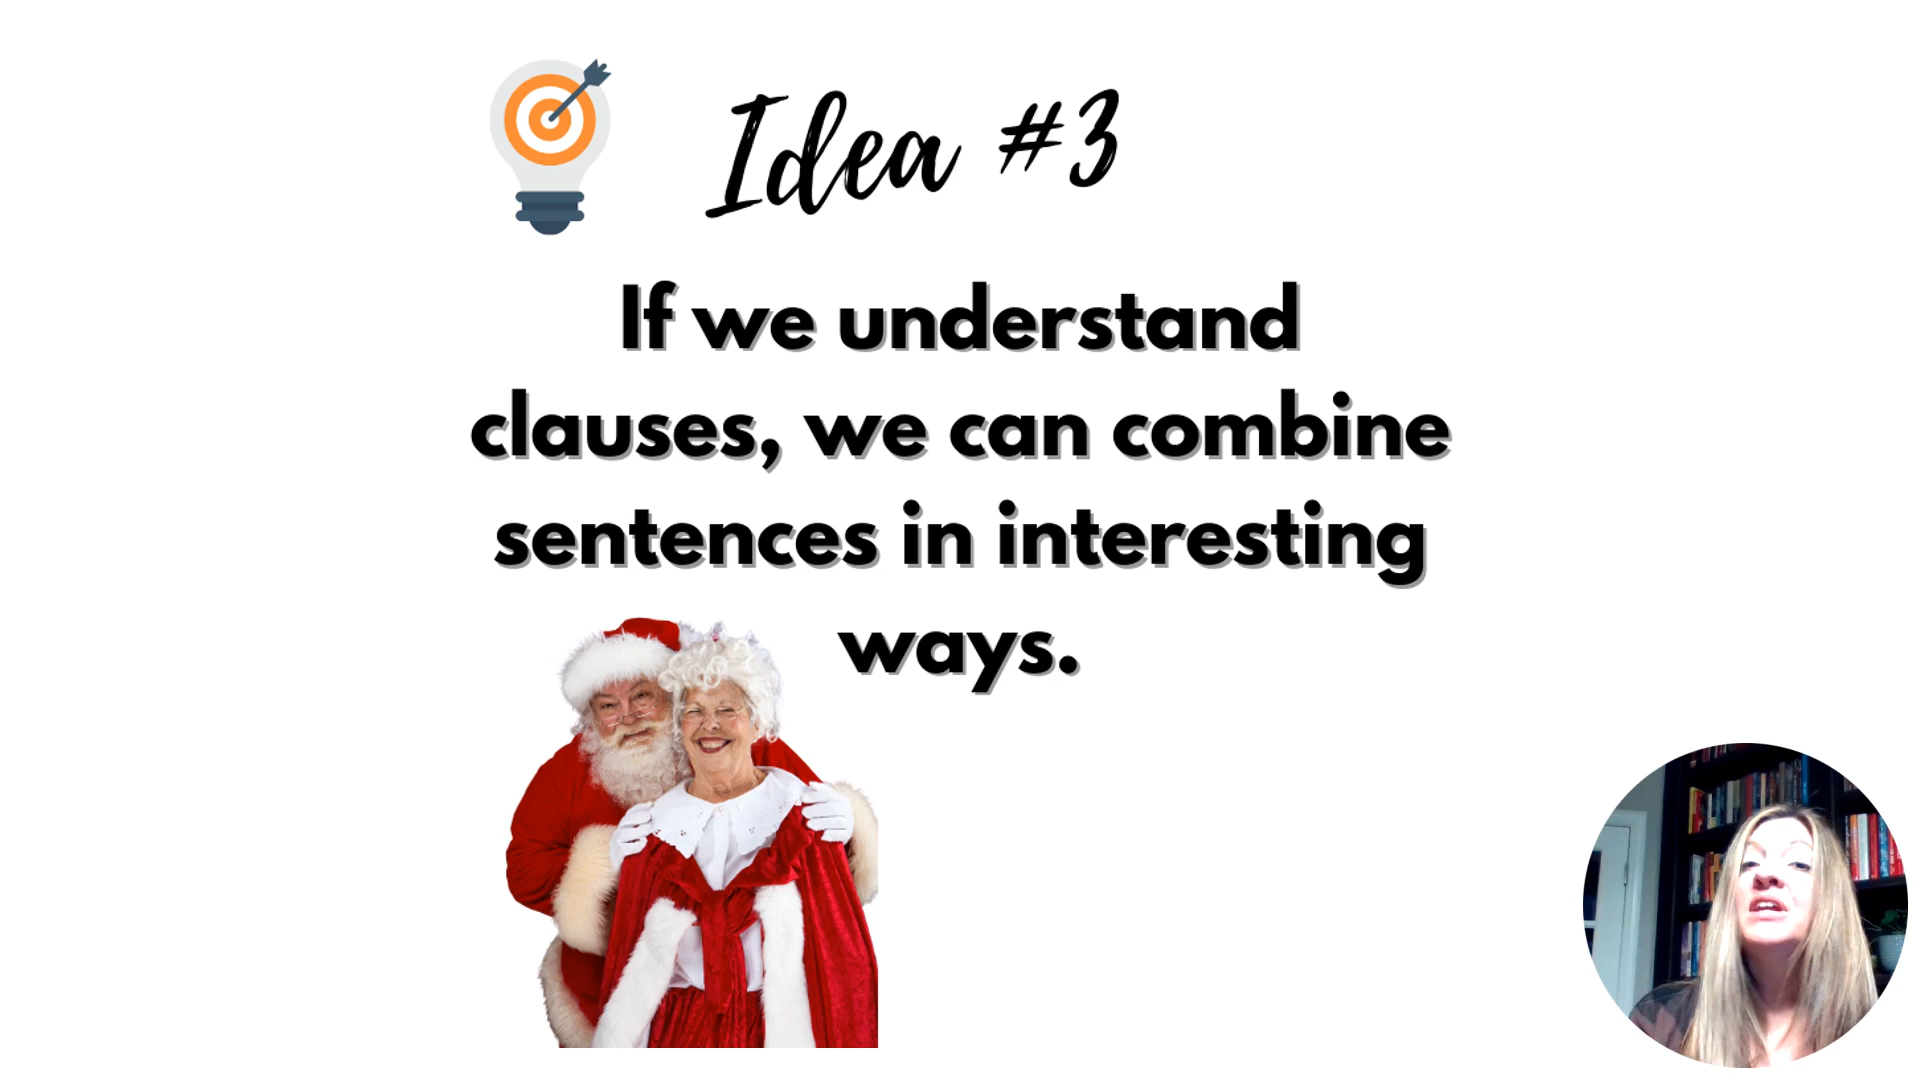 Idea #3
If we understand
clauses, we can combine
sentences in interesting
ways.